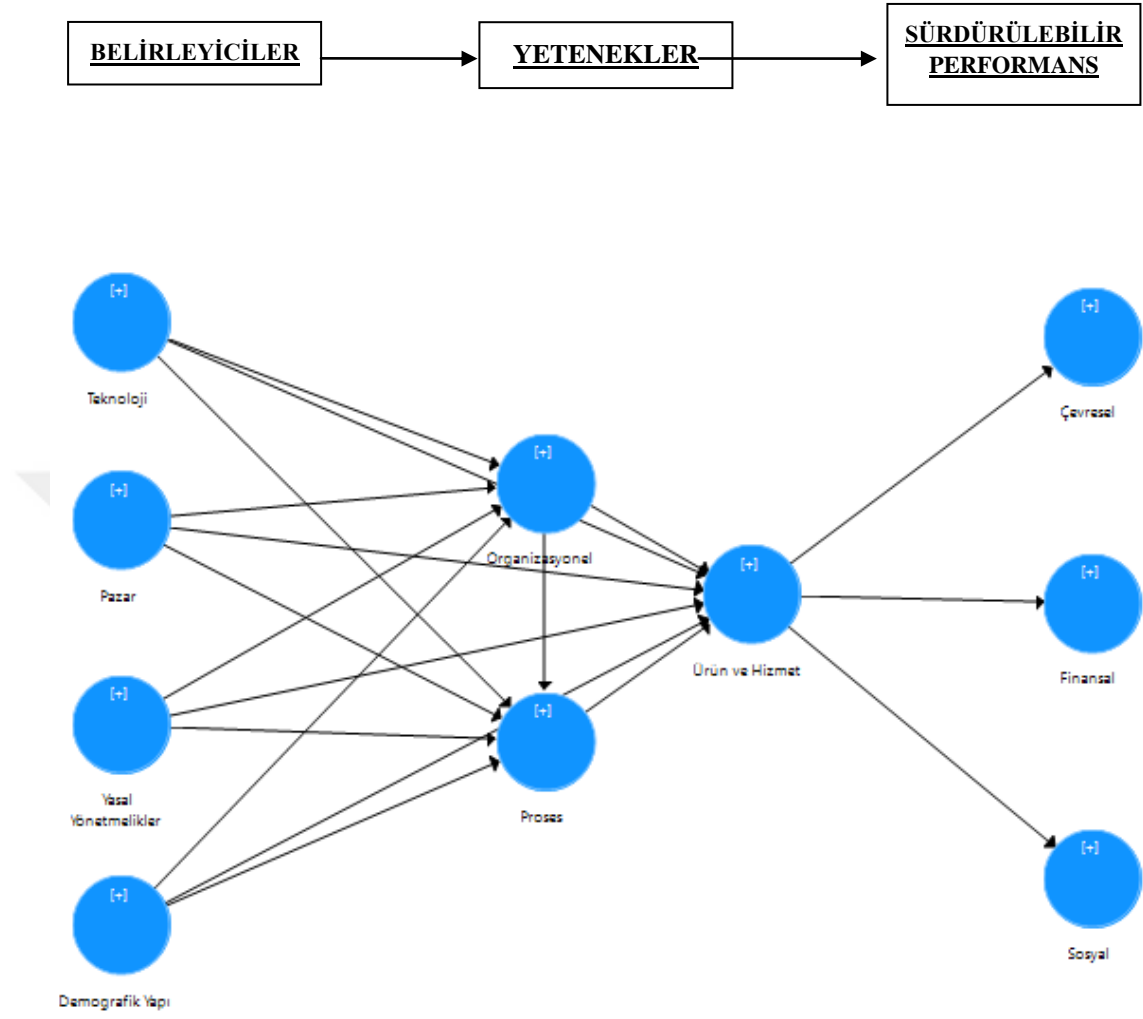 BELİRLEYİCİLER
YETENEKLER
SÜRDÜRÜLEBİLİR
PERFORMANS
[+]
Teknoloji
[+]
Pazar
[+]
Yasal
Yönetmelikler
[+]
Demografik Yapı
[+]
Organizasyonel
[+]
Proses
[+]
Ürün ve Hizmet
[+]
Çevresel
[+]
Finansal
[+]
Sosyal